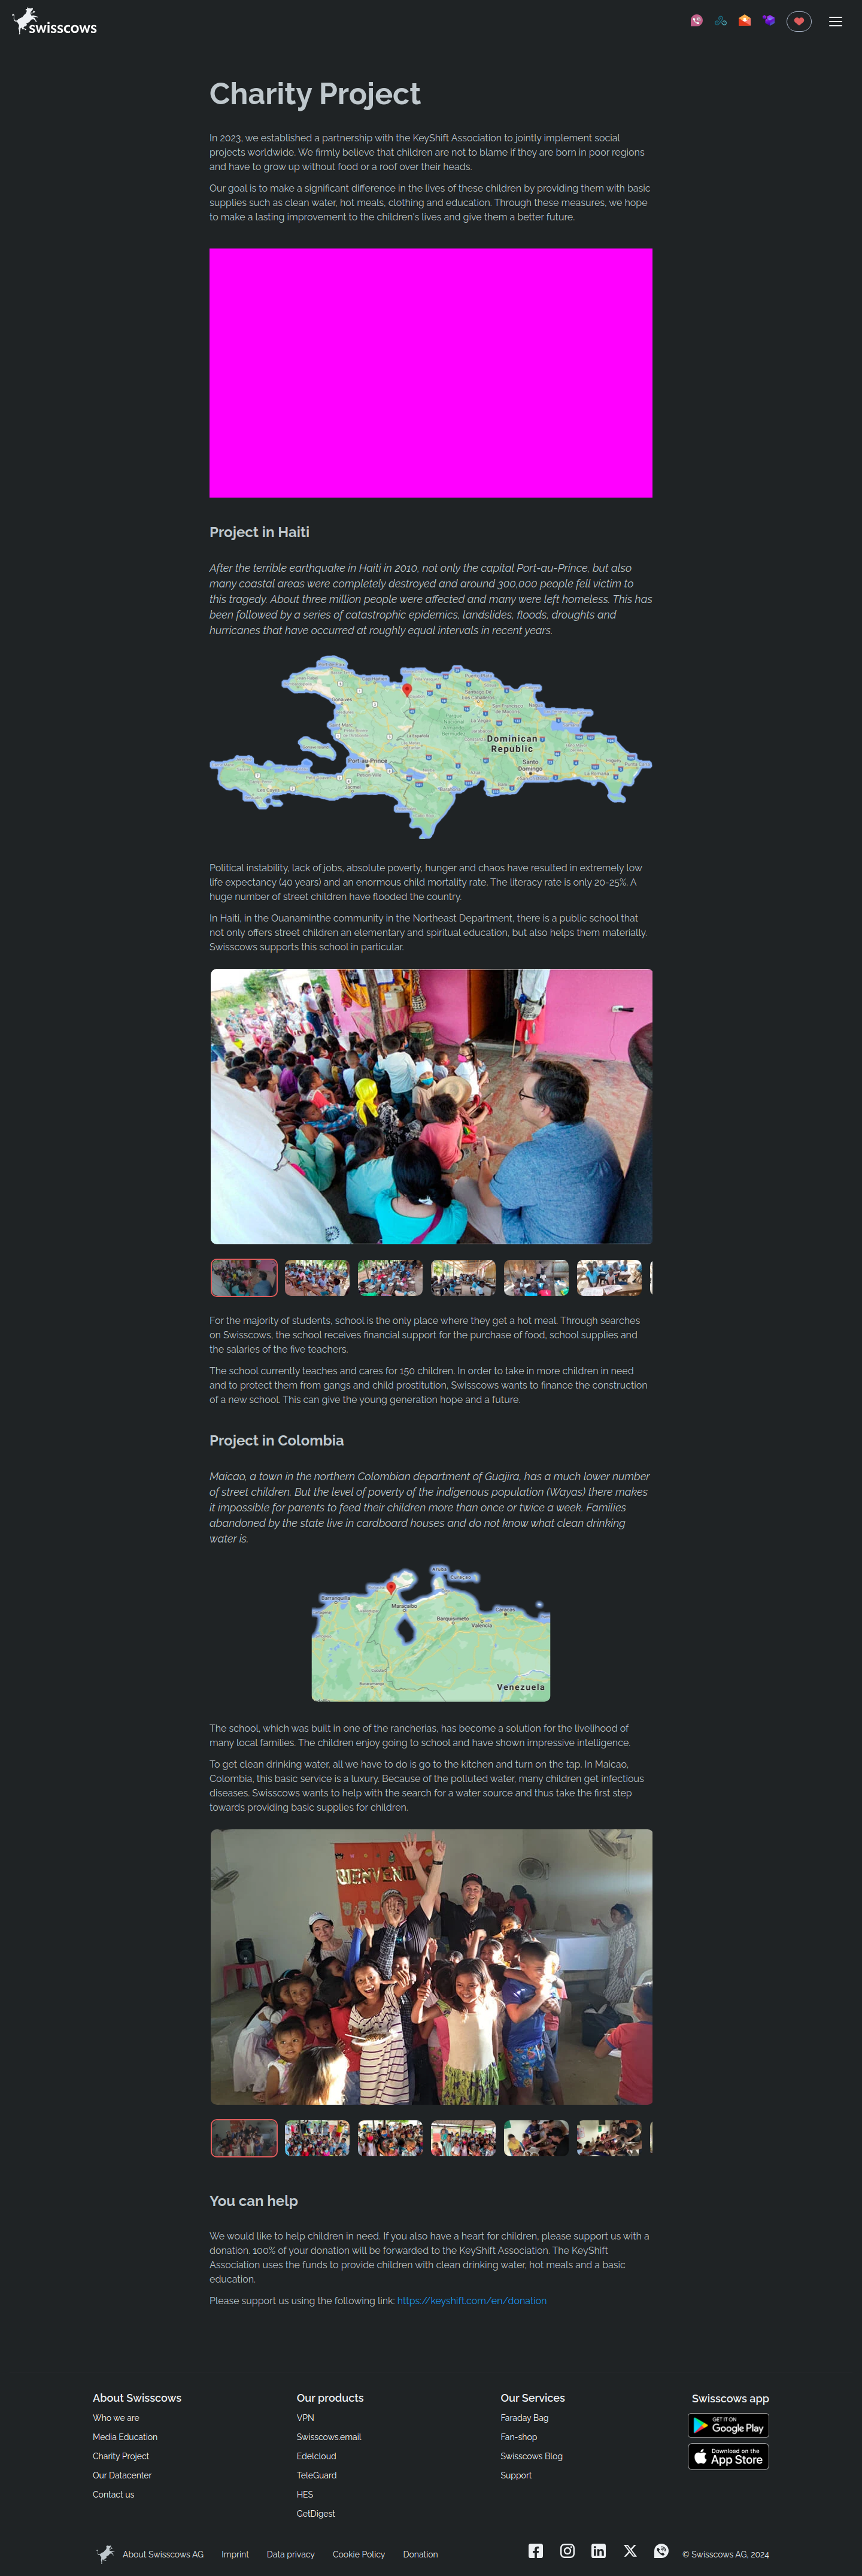 swisscows
Charity Project
In 2023, we established a partnership with the KeyShift Association to jointly implement social
projects worldwide. We firmly believe that children are not to blame if they are born in poor regions
and have to grow up without food or a roof over their heads.
Our goal is to make a significant difference in the lives of these children by providing them with basic
supplies such as clean water, hot meals, clothing and education. Through these measures, we hope
to make a lasting improvement to the children's lives and give them a better future.
Project in Haiti
After the terrible earthquake in Haiti in 2010, not only the capital Port-au-Prince, but also
many coastal areas were completely destroyed and around 300,000 people fell victim to
this tragedy. About three million people were affected and many were left homeless. This has
been followed by a series of catastrophic epidemics, landslides, floods, droughts and
hurricanes that have occurred at roughly equal intervals in recent years.
Dominican
Republic
Port-au-Prince
Santo
Domingo
Political instability, lack of jobs, absolute poverty, hunger and chaos have resulted in extremely low
life expectancy (40 years) and an enormous child mortality rate. The literacy rate is only 20-25%. A
huge number of street children have flooded the country.
In Haiti, in the Ouanaminthe community in the Northeast Department, there is a public school that
not only offers street children an elementary and spiritual education, but also helps them materially.
Swisscows supports this school in particular.
For the majority of students, school is the only place where they get a hot meal. Through searches
on Swisscows, the school receives financial support for the purchase of food, school supplies and
the salaries of the five teachers.
The school currently teaches and cares for 150 children. In order to take in more children in need
and to protect them from gangs and child prostitution, Swisscows wants to finance the construction
of a new school. This can give the young generation hope and a future.
Project in Colombia
Maicao, a town in the northern Colombian department of Guajira, has a much lower number
of street children. But the level of poverty of the indigenous population (Wayas) there makes
it impossible for parents to feed their children more than once or twice a week. Families
abandoned by the state live in cardboard houses and do not know what clean drinking
water is.
Aruba
Curaçao
Barranquilla
Maracaibo
Caracas
Barquisimeto
Valencia
Venezuela
The school, which was built in one of the rancherias, has become a solution for the livelihood of
many local families. The children enjoy going to school and have shown impressive intelligence.
To get clean drinking water, all we have to do is go to the kitchen and turn on the tap. In Maicao,
Colombia, this basic service is a luxury. Because of the polluted water, many children get infectious
diseases. Swisscows wants to help with the search for a water source and thus take the first step
towards providing basic supplies for children.
You can help
We would like to help children in need. If you also have a heart for children, please support us with a
donation. 100% of your donation will be forwarded to the KeyShift Association. The KeyShift
Association uses the funds to provide children with clean drinking water, hot meals and a basic
education.
Please support us using the following link: https://keyshift.com/en/donation
About Swisscows
Who we are
Media Education
Charity Project
Our Datacenter
Contact us
Our products
VPN
Swisscows.email
Edelcloud
TeleGuard
HES
GetDigest
Our Services
Faraday Bag
Fan-shop
Swisscows Blog
Support
Swisscows app
GET IT ON
Google Play
Download on the
App Store
About Swisscows AG Imprint Data privacy Cookie Policy Donation © Swisscows AG, 2024